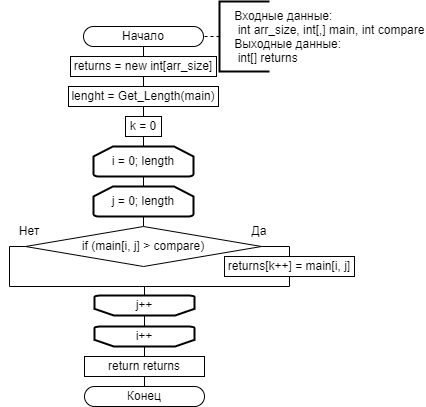 Начало
Входные данные:
int arr_size, int[,] main, int compare
Выходные данные:
int[] returns
returns = new int[arr_size]
lenght = Get_Length(main)
k = 0
i = 0; length
j = 0; length
Нет
Да
if (main[i, j] > compare)
returns[k++] = main[i, j]
j++
i++
return returns
Конец